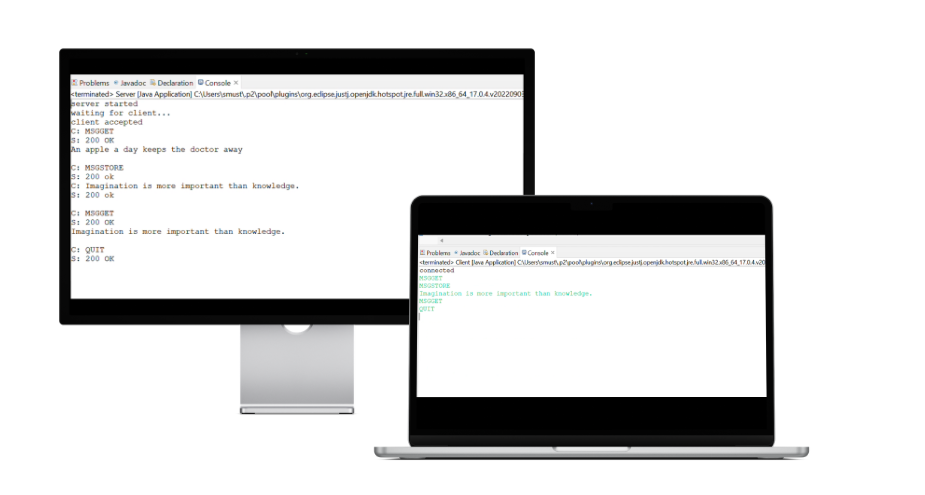 Problems Javadoc Declaration Console ×
<terminated> Server [Java Application] C:\Users\smust\.p2\pool\plugins\org.eclipse.justj.openjdk.hotspot.jre.full.win32.x86_64_17.0.4.v20220903
server started
waiting for client...
client accepted
C: MSGGET
S: 200 OK
An apple a day keeps the doctor away
C: MSGSTORE
S: 200 ok
C: Imagination is more important than knowledge.
S: 200 ok
C: MSGGET
S: 200 OK
Imagination is more important than knowledge.
C: QUIT
S: 200 OK
Problems Javadoc Declaration Console ×
<terminated> Client [Java Application] C:\Users\smust\.p2\pool\plugins\org.eclipse.justj.openjdk.hotspot.jre.full.win32.x86_64_17.0.4.v20
connected
MSGGET
MSGSTORE
Imagination is more important than knowledge.
MSGGET
QUIT